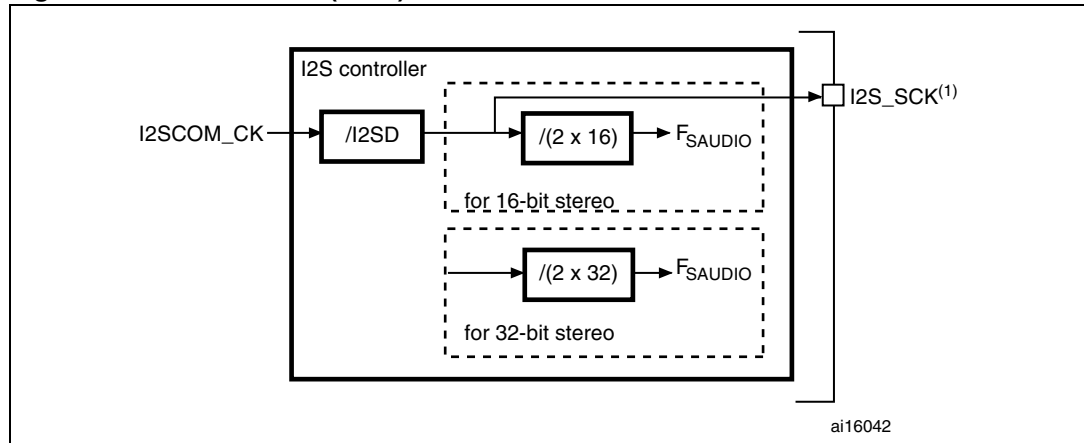 I2S controller
I2SCOM_CK
/I2SD
/(2 x 16)
FSAUDIO
I2S_SCK(1)
for 16-bit stereo
/(2 x 32)
FSAUDIO
for 32-bit stereo
ai16042